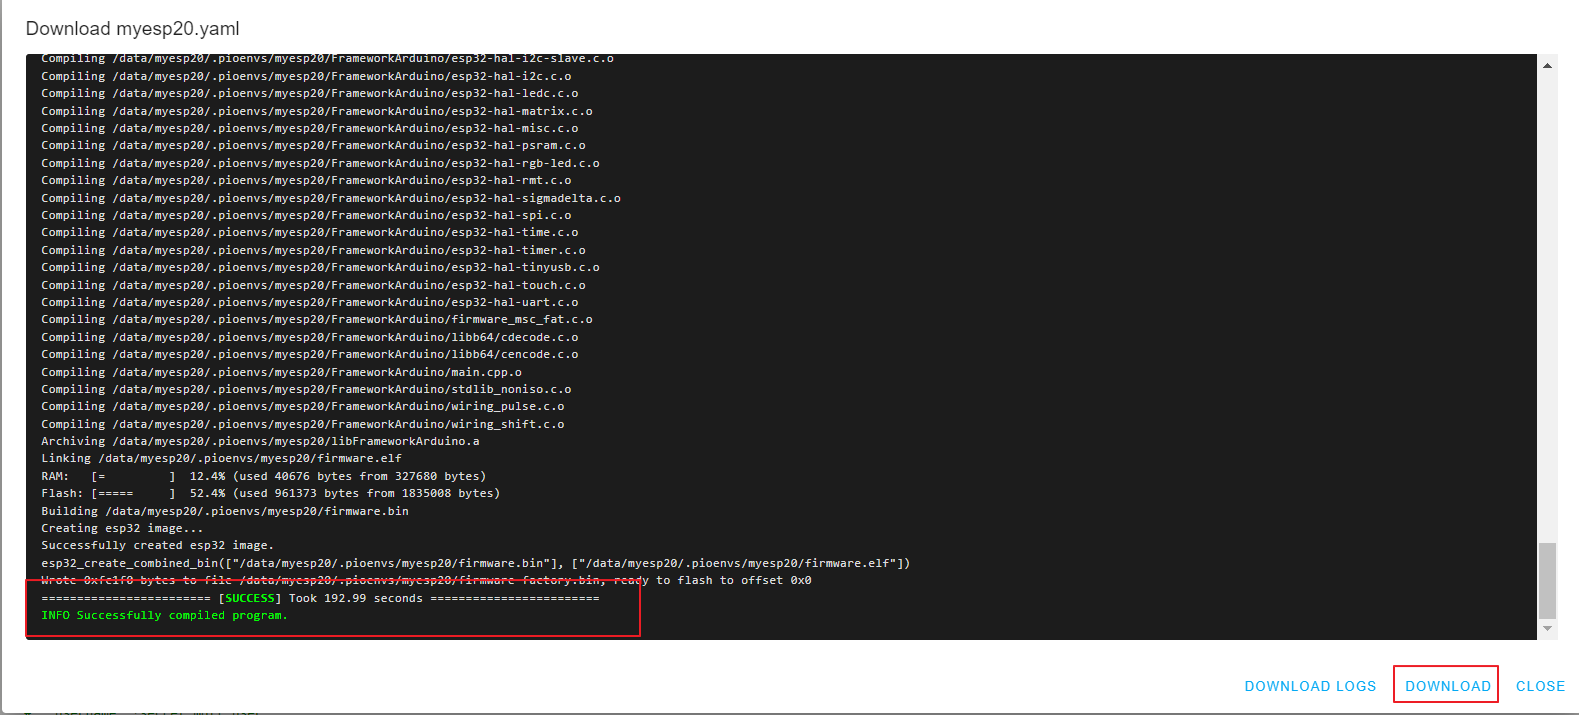 Download myesp20.yaml
Compiling /data/myesp20/.pioenvs/myesp20/FrameworkArduino/esp32-hal-i2c-slave.c.o
Compiling /data/myesp20/.pioenvs/myesp20/FrameworkArduino/esp32-hal-i2c.c.o
Compiling /data/myesp20/.pioenvs/myesp20/FrameworkArduino/esp32-hal-ledc.c.o
Compiling /data/myesp20/.pioenvs/myesp20/FrameworkArduino/esp32-hal-matrix.c.o
Compiling /data/myesp20/.pioenvs/myesp20/FrameworkArduino/esp32-hal-misc.c.o
Compiling /data/myesp20/.pioenvs/myesp20/FrameworkArduino/esp32-hal-psram.c.o
Compiling /data/myesp20/.pioenvs/myesp20/FrameworkArduino/esp32-hal-rgb-led.c.o
Compiling /data/myesp20/.pioenvs/myesp20/FrameworkArduino/esp32-hal-rmt.c.o
Compiling /data/myesp20/.pioenvs/myesp20/FrameworkArduino/esp32-hal-sigmadelta.c.o
Compiling /data/myesp20/.pioenvs/myesp20/FrameworkArduino/esp32-hal-spi.c.o
Compiling /data/myesp20/.pioenvs/myesp20/FrameworkArduino/esp32-hal-time.c.o
Compiling /data/myesp20/.pioenvs/myesp20/FrameworkArduino/esp32-hal-timer.c.o
Compiling /data/myesp20/.pioenvs/myesp20/FrameworkArduino/esp32-hal-tinyusb.c.o
Compiling /data/myesp20/.pioenvs/myesp20/FrameworkArduino/esp32-hal-touch.c.o
Compiling /data/myesp20/.pioenvs/myesp20/FrameworkArduino/esp32-hal-uart.c.o
Compiling /data/myesp20/.pioenvs/myesp20/FrameworkArduino/firmware_msc_fat.c.o
Compiling /data/myesp20/.pioenvs/myesp20/FrameworkArduino/libb64/cdecode.c.o
Compiling /data/myesp20/.pioenvs/myesp20/FrameworkArduino/libb64/cencode.c.o
Compiling /data/myesp20/.pioenvs/myesp20/FrameworkArduino/main.cpp.o
Compiling /data/myesp20/.pioenvs/myesp20/FrameworkArduino/stdlib_noniso.c.o
Compiling /data/myesp20/.pioenvs/myesp20/FrameworkArduino/wiring_pulse.c.o
Compiling /data/myesp20/.pioenvs/myesp20/FrameworkArduino/wiring_shift.c.o
Archiving /data/myesp20/.pioenvs/myesp20/libFrameworkArduino.a
Linking /data/myesp20/.pioenvs/myesp20/firmware.elf
RAM:   [=         ]  12.4% (used 40676 bytes from 327680 bytes)
Flash: [=====     ]  52.4% (used 961373 bytes from 1835008 bytes)
Building /data/myesp20/.pioenvs/myesp20/firmware.bin
Creating esp32 image...
Successfully created esp32 image.
esp32_create_combined_bin(["/data/myesp20/.pioenvs/myesp20/firmware.bin"], ["/data/myesp20/.pioenvs/myesp20/firmware.elf"])
Wrote 0xfc1f0 bytes to file /data/myesp20/.pioenvs/myesp20/firmware-factory.bin, ready to flash to offset 0x0
======================== [SUCCESS] Took 192.99 seconds ========================
INFO Successfully compiled program.
DOWNLOAD LOGS
DOWNLOAD
CLOSE